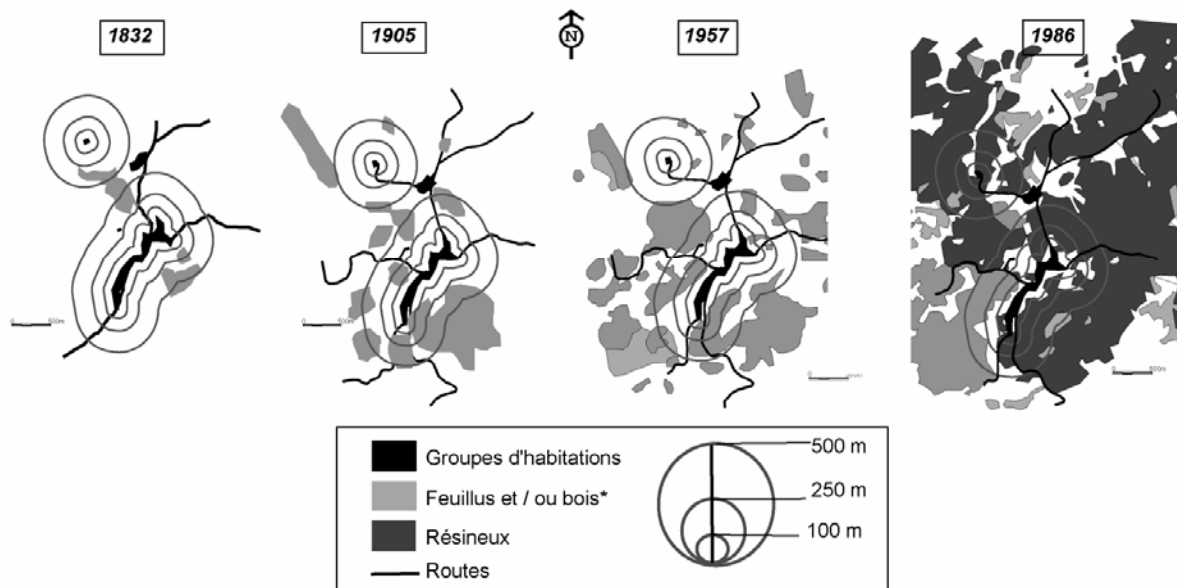 1832
1905
N
1957
1986
500m
500m
500m
Groupes d'habitations
Feuillus et / ou bois*
Résineux
Routes
500 m
250 m
100 m